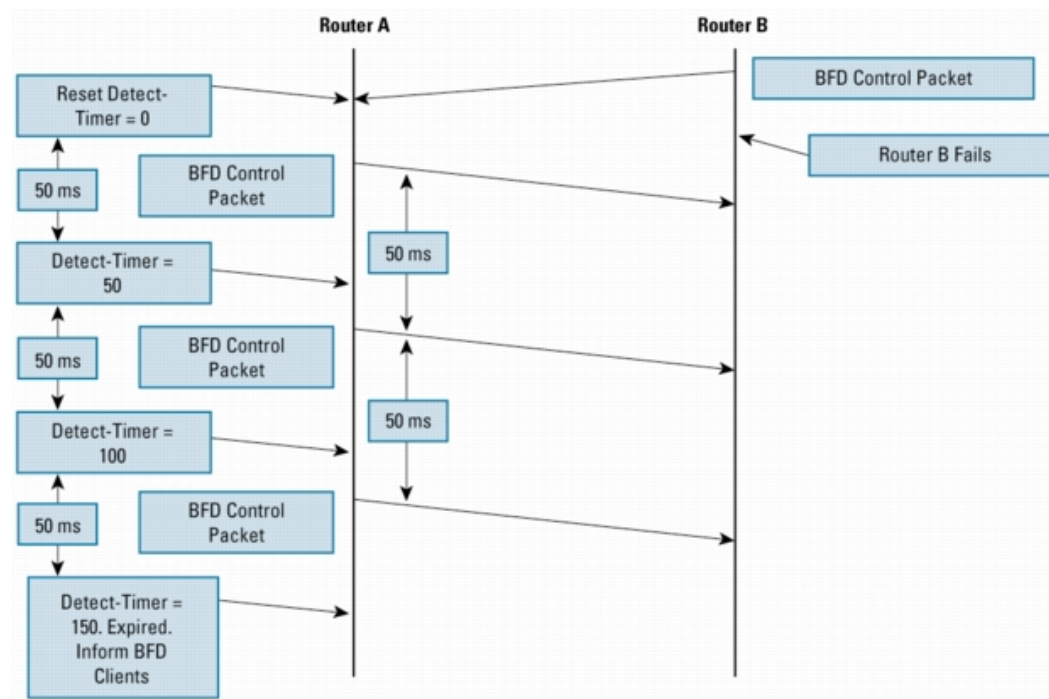 Router A
Router B
Reset Detect-
Timer = 0
BFD Control Packet
Router B Fails
50 ms
BFD Control
Packet
50 ms
Detect-Timer =
50
50 ms
BFD Control
Packet
50 ms
Detect-Timer =
100
50 ms
BFD Control
Packet
Detect-Timer =
150. Expired.
Inform BFD
Clients